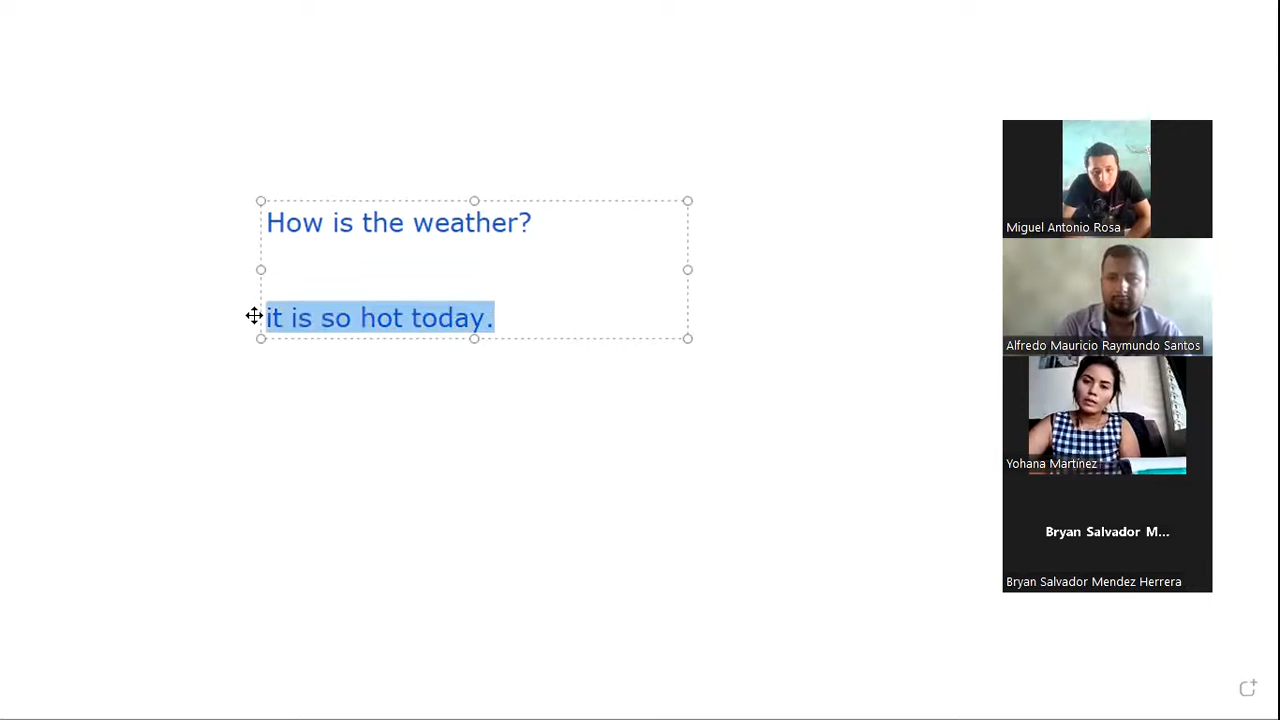 How is the weather?
it is so hot today.
Miguel Antonio Rosa
Alfredo Mauricio Raymundo Santos
Yohana Martínez
Bryan Salvador M...
Bryan Salvador Mendez Herrera